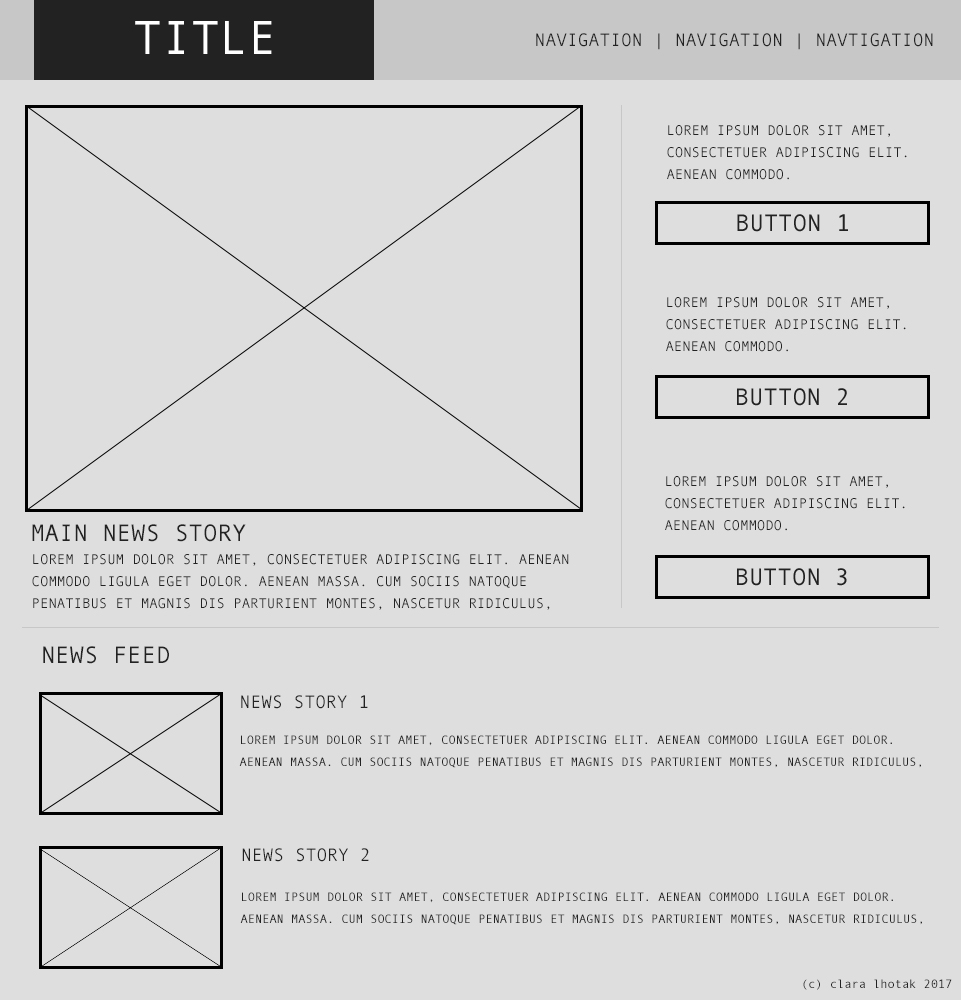 TITLE
NAVIGATION | NAVIGATION | NAVTIGATION
LOREM IPSUM DOLOR SIT AMET,
CONSECTETUER ADIPISCING ELIT.
AENEAN COMMODO.
BUTTON 1
LOREM IPSUM DOLOR SIT AMET,
CONSECTETUER ADIPISCING ELIT.
AENEAN COMMODO.
BUTTON 2
LOREM IPSUM DOLOR SIT AMET,
CONSECTETUER ADIPISCING ELIT.
AENEAN COMMODO.
BUTTON 3
MAIN NEWS STORY
LOREM IPSUM DOLOR SIT AMET, CONSECTETUER ADIPISCING ELIT. AENEAN
COMMODO LIGULA EGET DOLOR. AENEAN MASSA. CUM SOCIIS NATOQUE
PENATIBUS ET MAGNIS DIS PARTURIENT MONTES, NASCETUR RIDICULUS,
NEWS FEED
NEWS STORY 1
LOREM IPSUM DOLOR SIT AMET, CONSECTETUER ADIPISCING ELIT. AENEAN COMMODO LIGULA EGET DOLOR.
AENEAN MASSA. CUM SOCIIS NATOQUE PENATIBUS ET MAGNIS DIS PARTURIENT MONTES, NASCETUR RIDICULUS,
NEWS STORY 2
LOREM IPSUM DOLOR SIT AMET, CONSECTETUER ADIPISCING ELIT. AENEAN COMMODO LIGULA EGET DOLOR.
AENEAN MASSA. CUM SOCIIS NATOQUE PENATIBUS ET MAGNIS DIS PARTURIENT MONTES, NASCETUR RIDICULUS,
(c) clara lhotak 2017